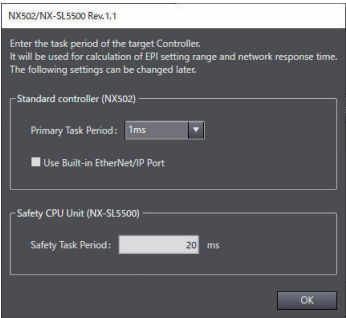 NX502/NX-SL5500 Rev.1.1
Enter the task period of the target Controller.
It will be used for calculation of EPI setting range and network response time.
The following settings can be changed later.
Standard controller (NX502)
Primary Task Period: 1ms
Use Built-in EtherNet/IP Port
Safety CPU Unit (NX-SL5500)
Safety Task Period: 20 ms
OK